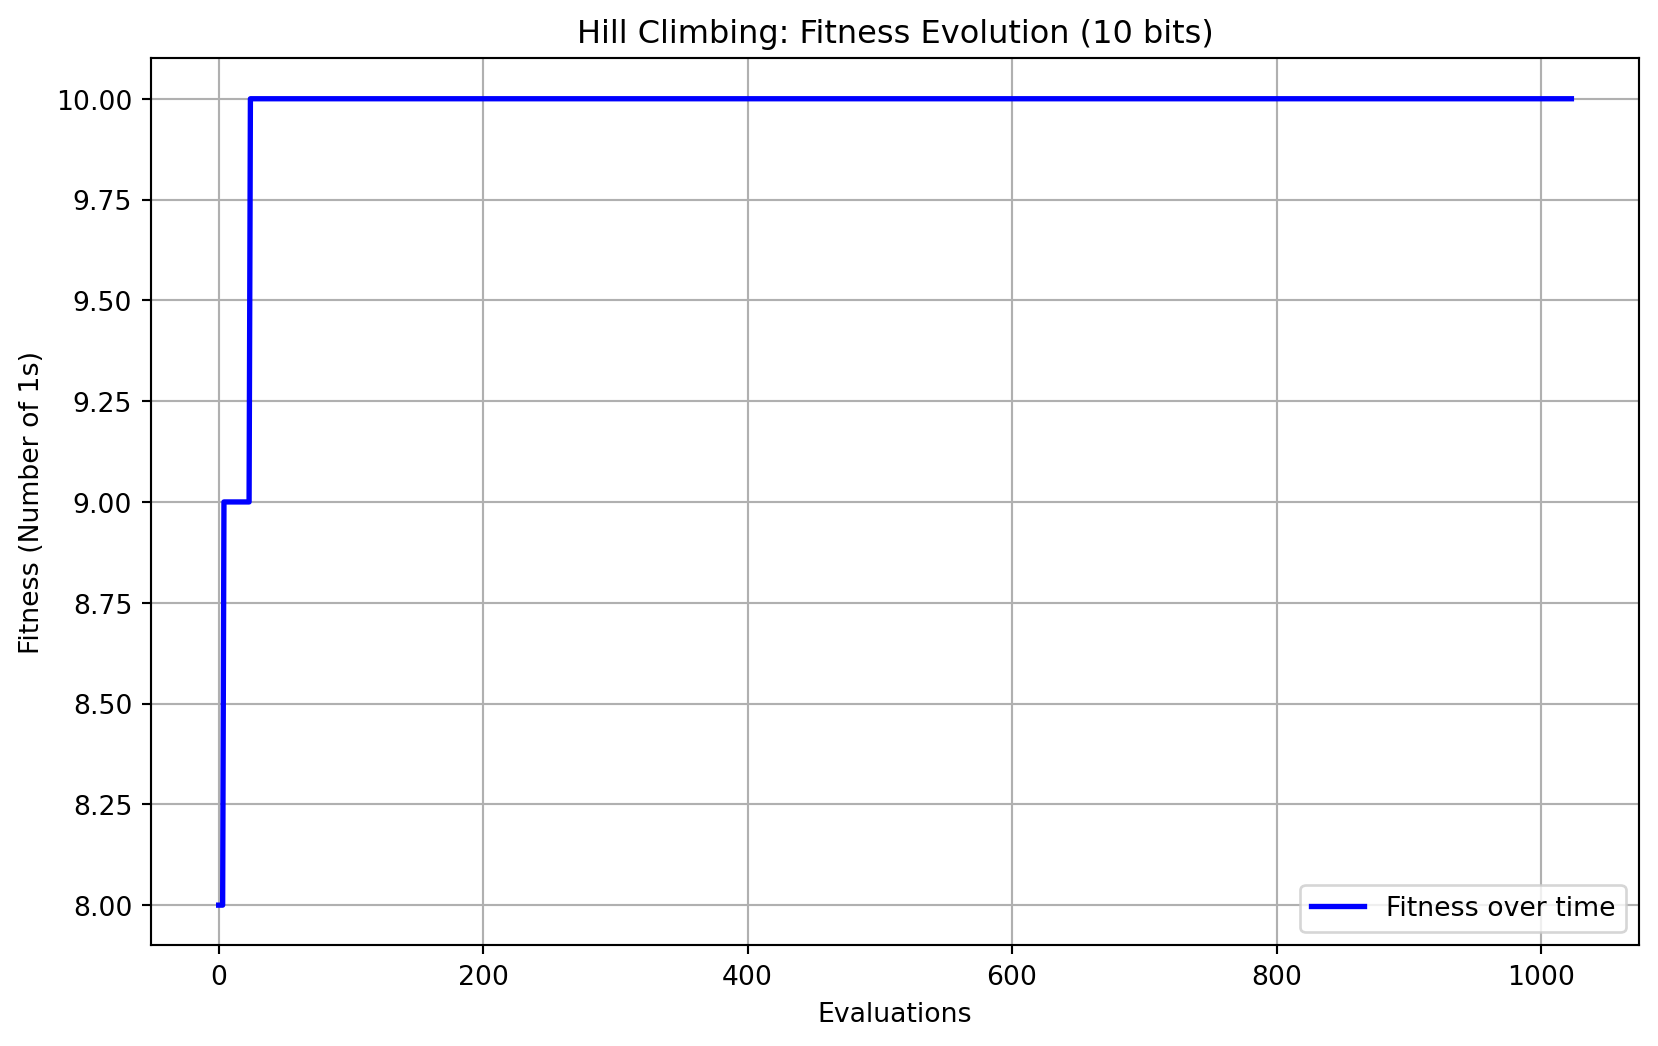 Hill Climbing: Fitness Evolution (10 bits)
10.00
9.75
9.50
9.25
9.00
8.75
8.50
8.25
8.00
Fitness (Number of 1s)
Fitness over time
0 200 400 600 800 1000
Evaluations